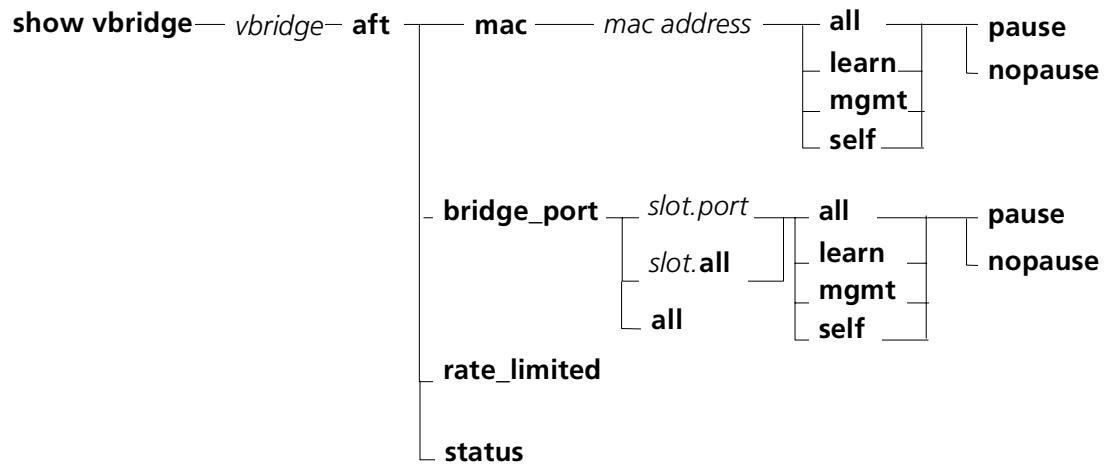 show vbridge vbridge aft mac mac address all pause
learn nopause
mgmt
self
bridge_port slot.port all pause
slot.all learn nopause
all mgmt
self
rate_limited
status